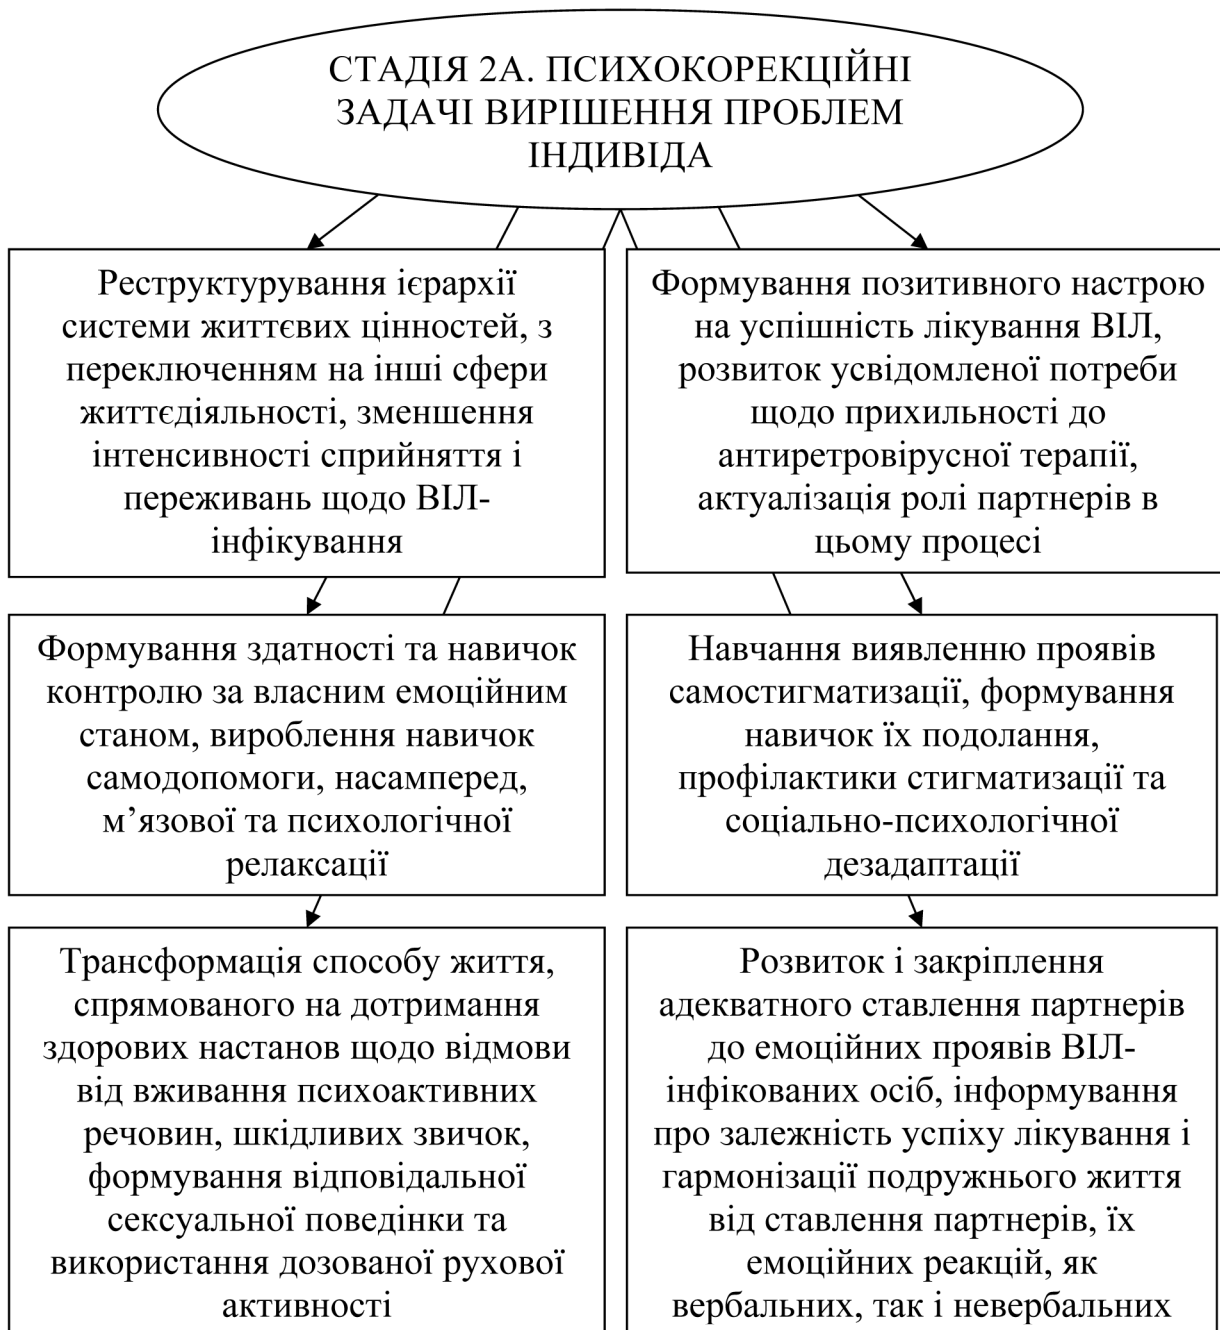 СТАДІЯ 2А. ПСИХОКОРЕКЦІЙНІ
ЗАДАЧІ ВИРІШЕННЯ ПРОБЛЕМ
ІНДИВІДА
Реструктурування ієрархії
системи життєвих цінностей, з
переключенням на інші сфери
життєдіяльності, зменшення
інтенсивності сприйняття і
переживань щодо ВІЛ-
інфікування
Формування позитивного настрою
на успішність лікування ВІЛ,
розвиток усвідомленої потреби
щодо прихильності до
антиретровірусної терапії,
актуалізація ролі партнерів в
цьому процесі
Формування здатності та навичок
контролю за власним емоційним
станом, вироблення навичок
самодопомоги, насамперед,
м’язової та психологічної
релаксації
Навчання виявленню проявів
самостигматизації, формування
навичок їх подолання,
профілактики стигматизації та
соціально-психологічної
дезадаптації
Трансформація способу життя,
спрямованого на дотримання
здорових настанов щодо відмови
від вживання психоактивних
речовин, шкідливих звичок,
формування відповідальної
сексуальної поведінки та
використання дозованої рухової
активності
Розвиток і закріплення
адекватного ставлення партнерів
до емоційних проявів ВІЛ-
інфікованих осіб, інформування
про залежність успіху лікування і
гармонізації подружнього життя
від ставлення партнерів, їх
емоційних реакцій, як
вербальних, так і невербальних